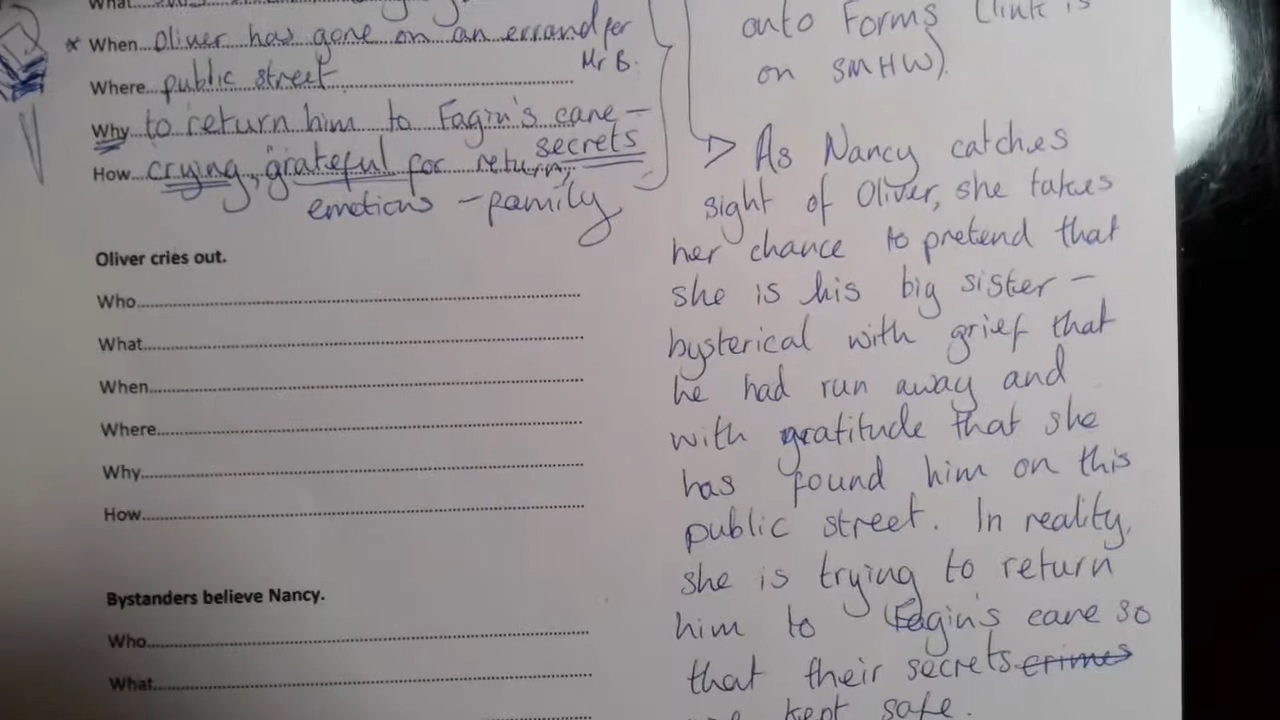 What
* When Oliver has gone on an errand for
Mr B.
Where public street
Why to return him to Fagin's care –
secrets
How crying, grateful for return,
emotions – family
Oliver cries out.
Who
What
When
Where
Why
How
Bystanders believe Nancy.
Who
What
onto Forms (link is
on SMHW).
As Nancy catches
sight of Oliver, she takes
her chance to pretend that
she is his big sister –
hysterical with grief that
he had run away and
with gratitude that she
has found him on this
public street. In reality,
she is trying to return
him to Fagin's care so
that their secrets crimes
kept safe.